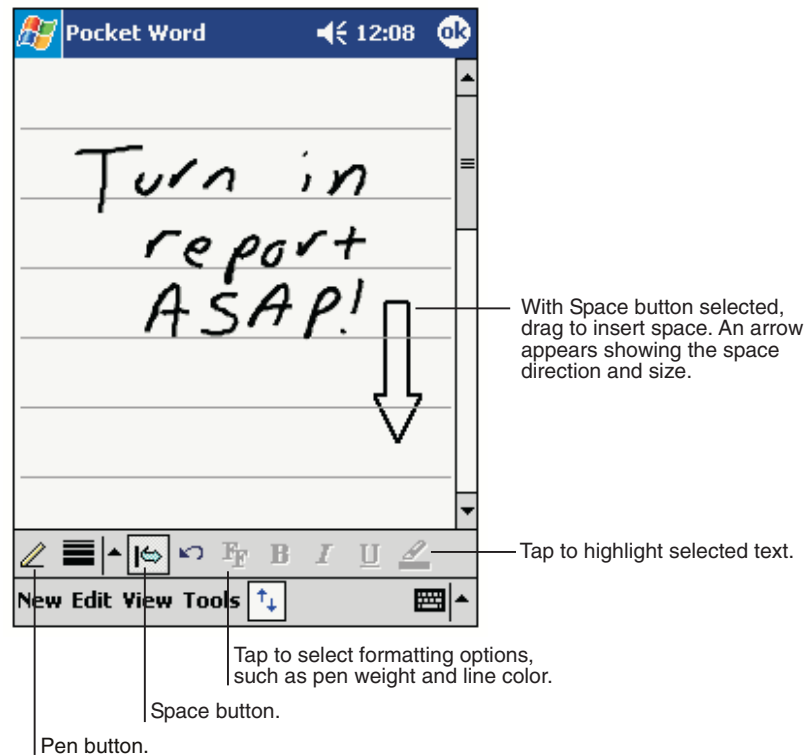 Pocket Word 12:08 ok
Turn in
report
ASAP!
With Space button selected,
drag to insert space. An arrow
appears showing the space
direction and size.
FF B I U
Tap to highlight selected text.
New Edit View Tools
Tap to select formatting options,
such as pen weight and line color.
Space button.
Pen button.